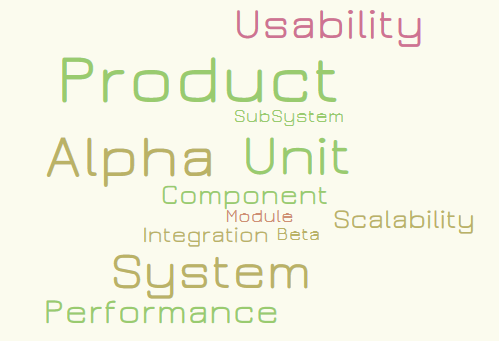 Usability
Product
SubSystem
Alpha Unit
Component
Module
Scalability
Integration Beta
System
Performance